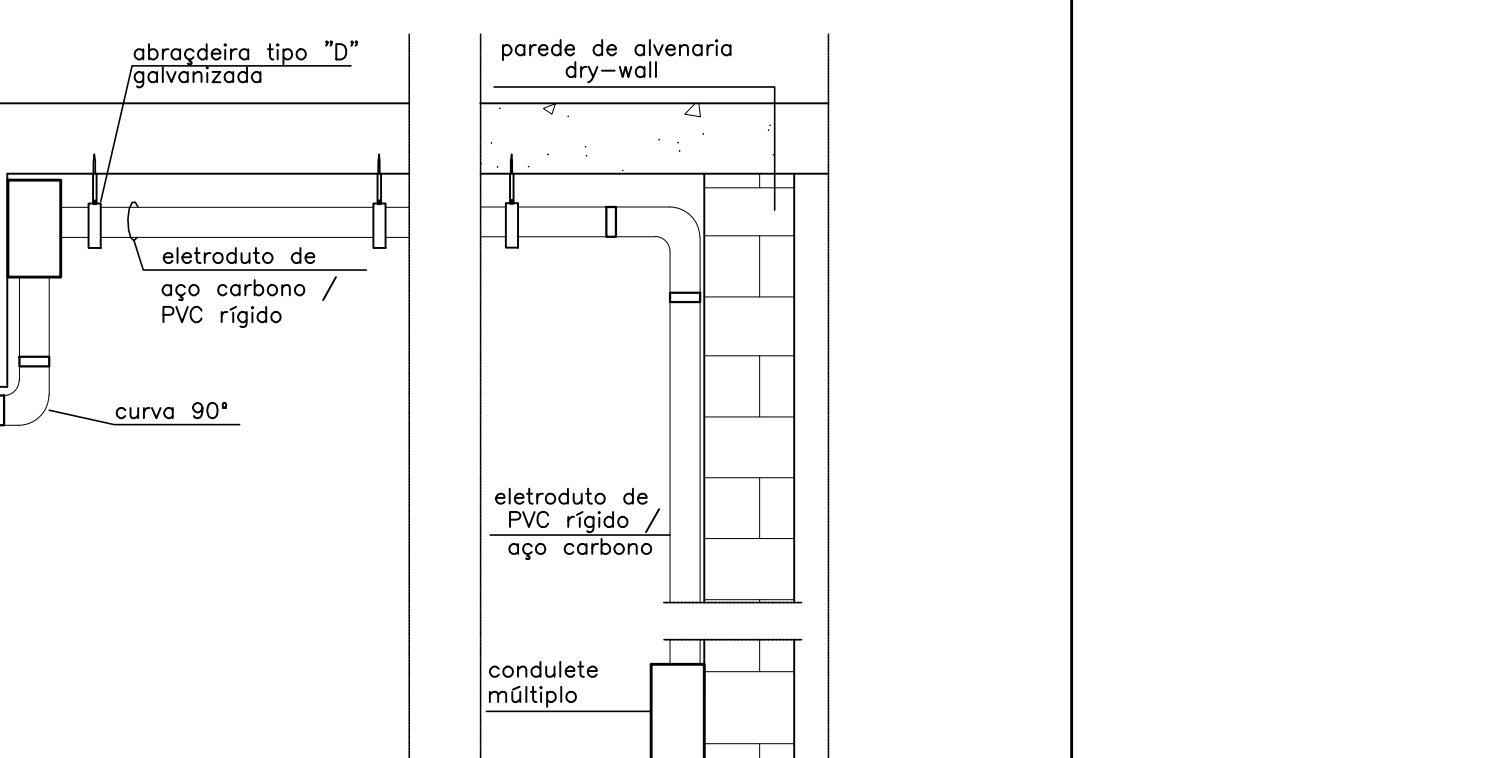 abraçdeira tipo "D"
galvanizada
eletroduto de
aço carbono /
PVC rígido
curva 90ª
parede de alvenaria
dry-wall
eletroduto de
PVC rígido /
aço carbono
condulete
múltiplo